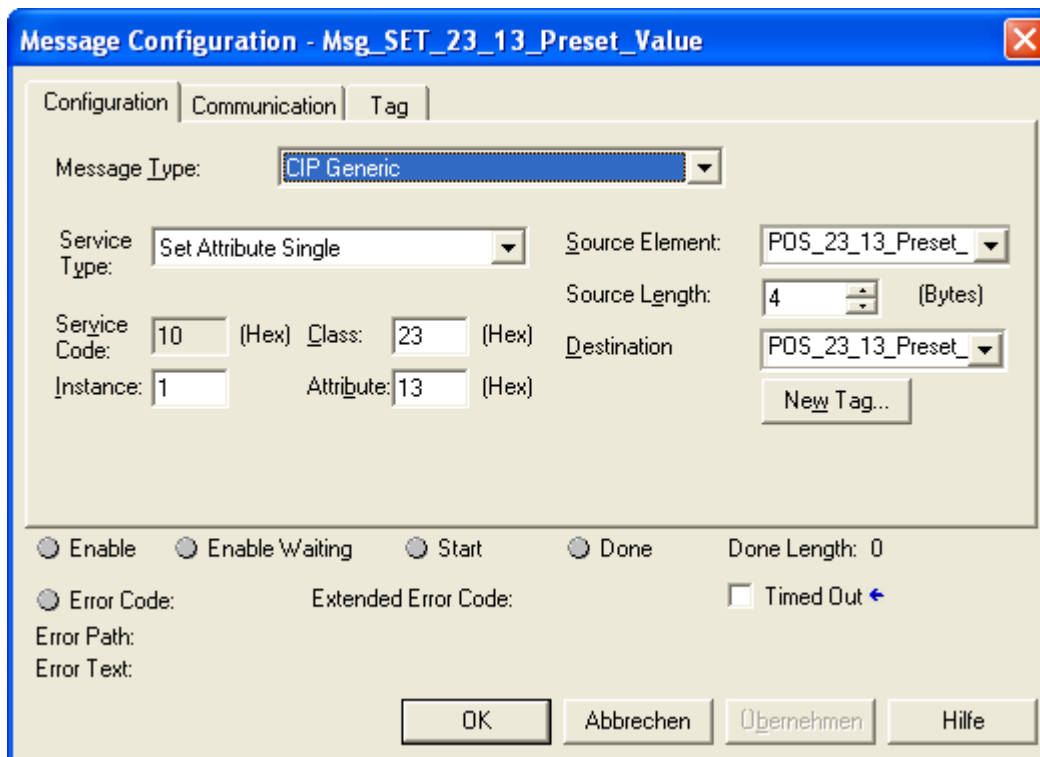 Message Configuration - Msg_SET_23_13_Preset_Value
Configuration Communication Tag
Message Type: CIP Generic
Service Type: Set Attribute Single
Source Element: POS_23_13_Preset_
Source Length: 4 (Bytes)
Service Code: 10 (Hex) Class: 23 (Hex)
Destination POS_23_13_Preset_
Instance: 1 Attribute: 13 (Hex)
New Tag...
Enable Enable Waiting Start Done Done Length: 0
Error Code: Extended Error Code: Timed Out
Error Path:
Error Text:
OK Abbrechen Übernehmen Hilfe